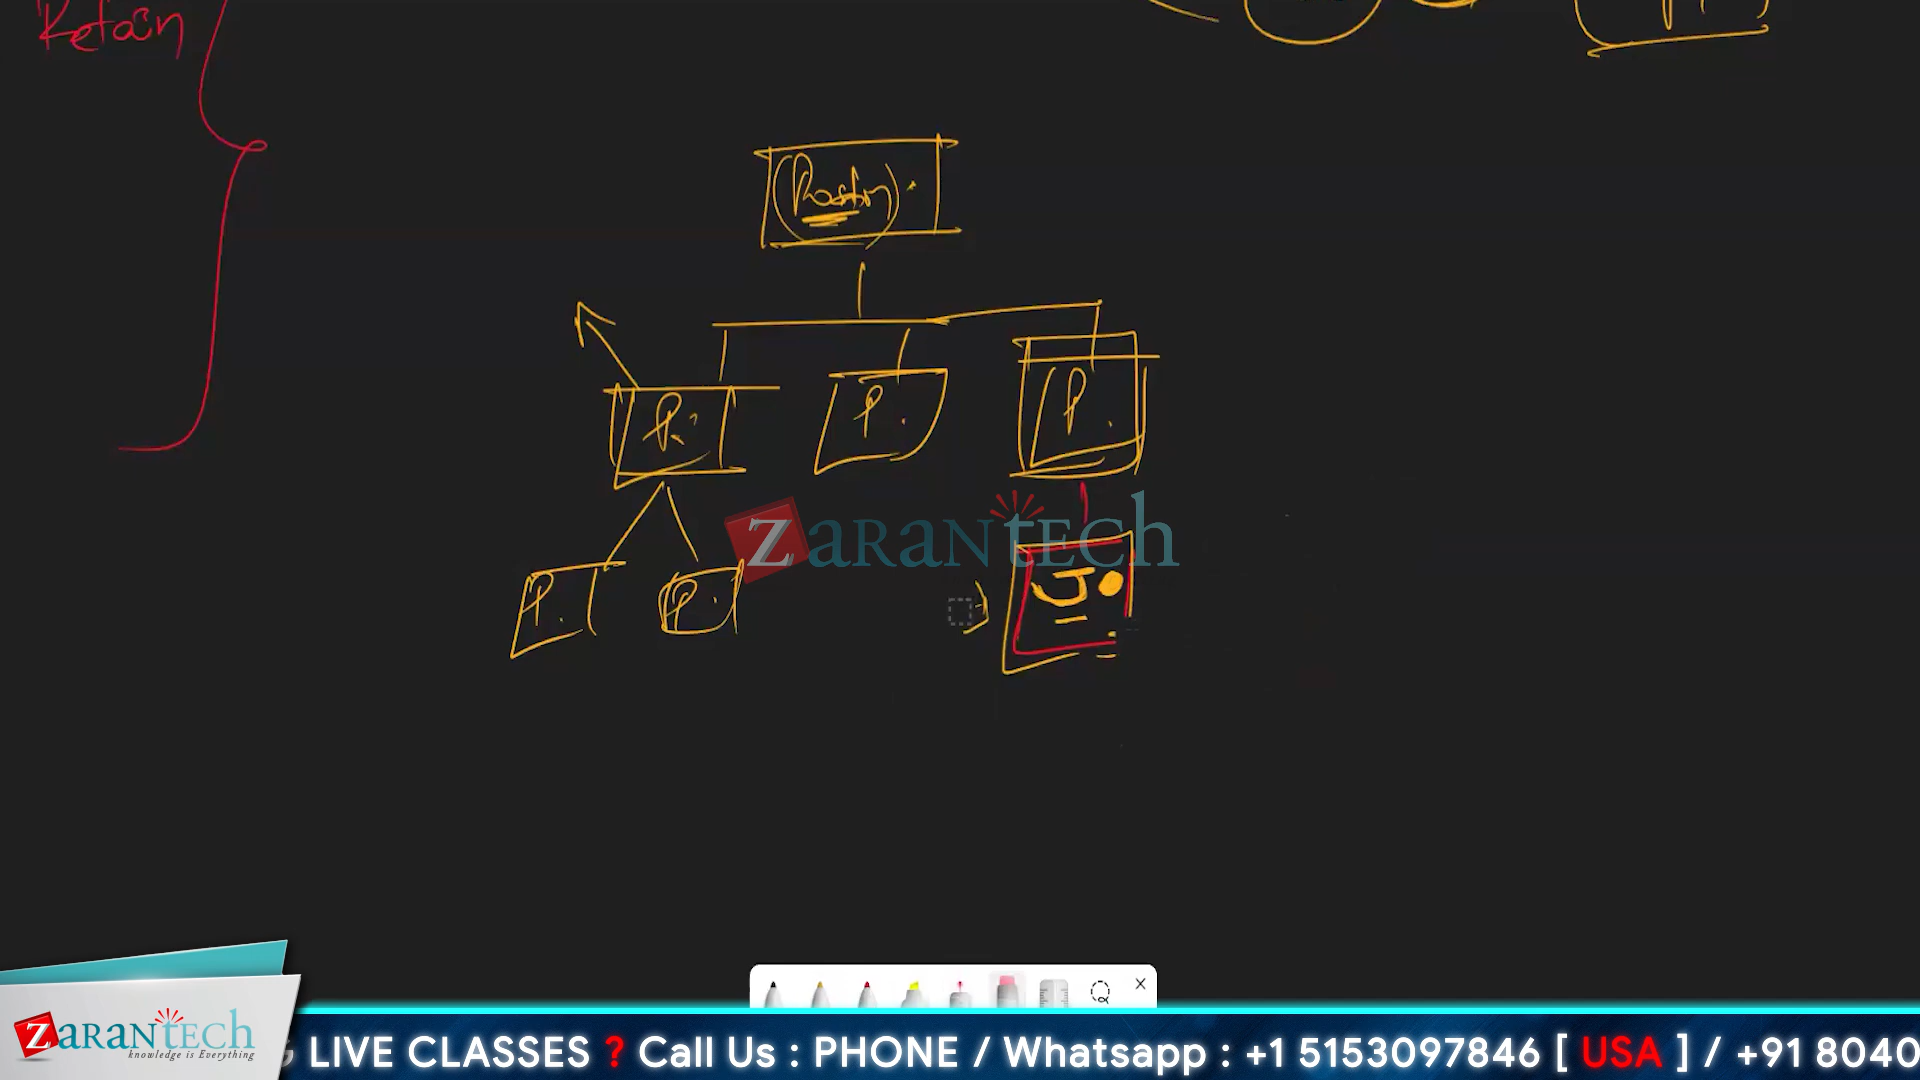 Retain
(Position).
P.
P.
P.
ZaranTech
P.
P.
J
ZaranTech
knowledge is Everything
G LIVE CLASSES ? Call Us : PHONE / Whatsapp : +1 5153097846 [ USA ] / +91 8040